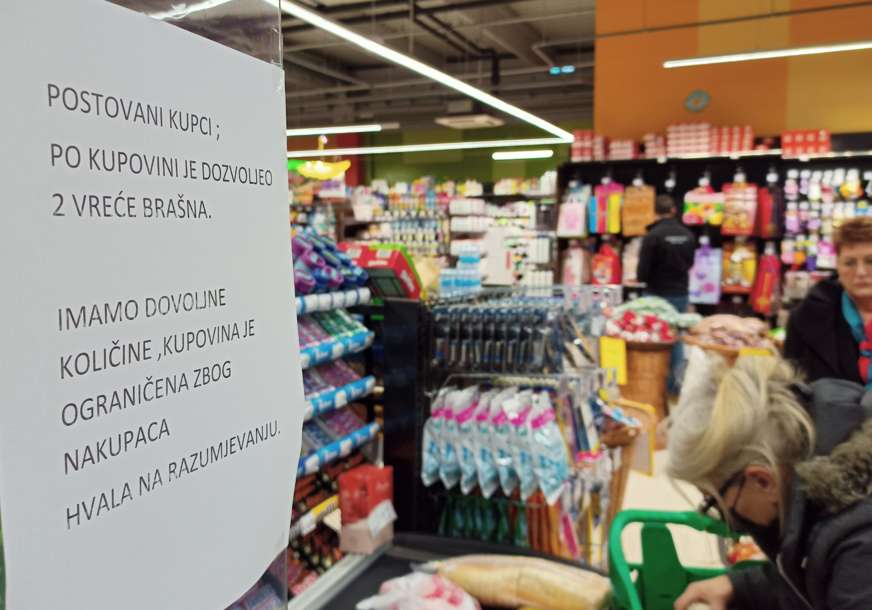 POSTOVANI KUPCI ;
PO KUPOVINI JE DOZVOLJEO
2 VREĆE BRAŠNA.
IMAMO DOVOLJNE
KOLIČINE ,KUPOVINA JE
OGRANIČENA ZBOG
NAKUPACA
HVALA NA RAZUMJEVANJU.